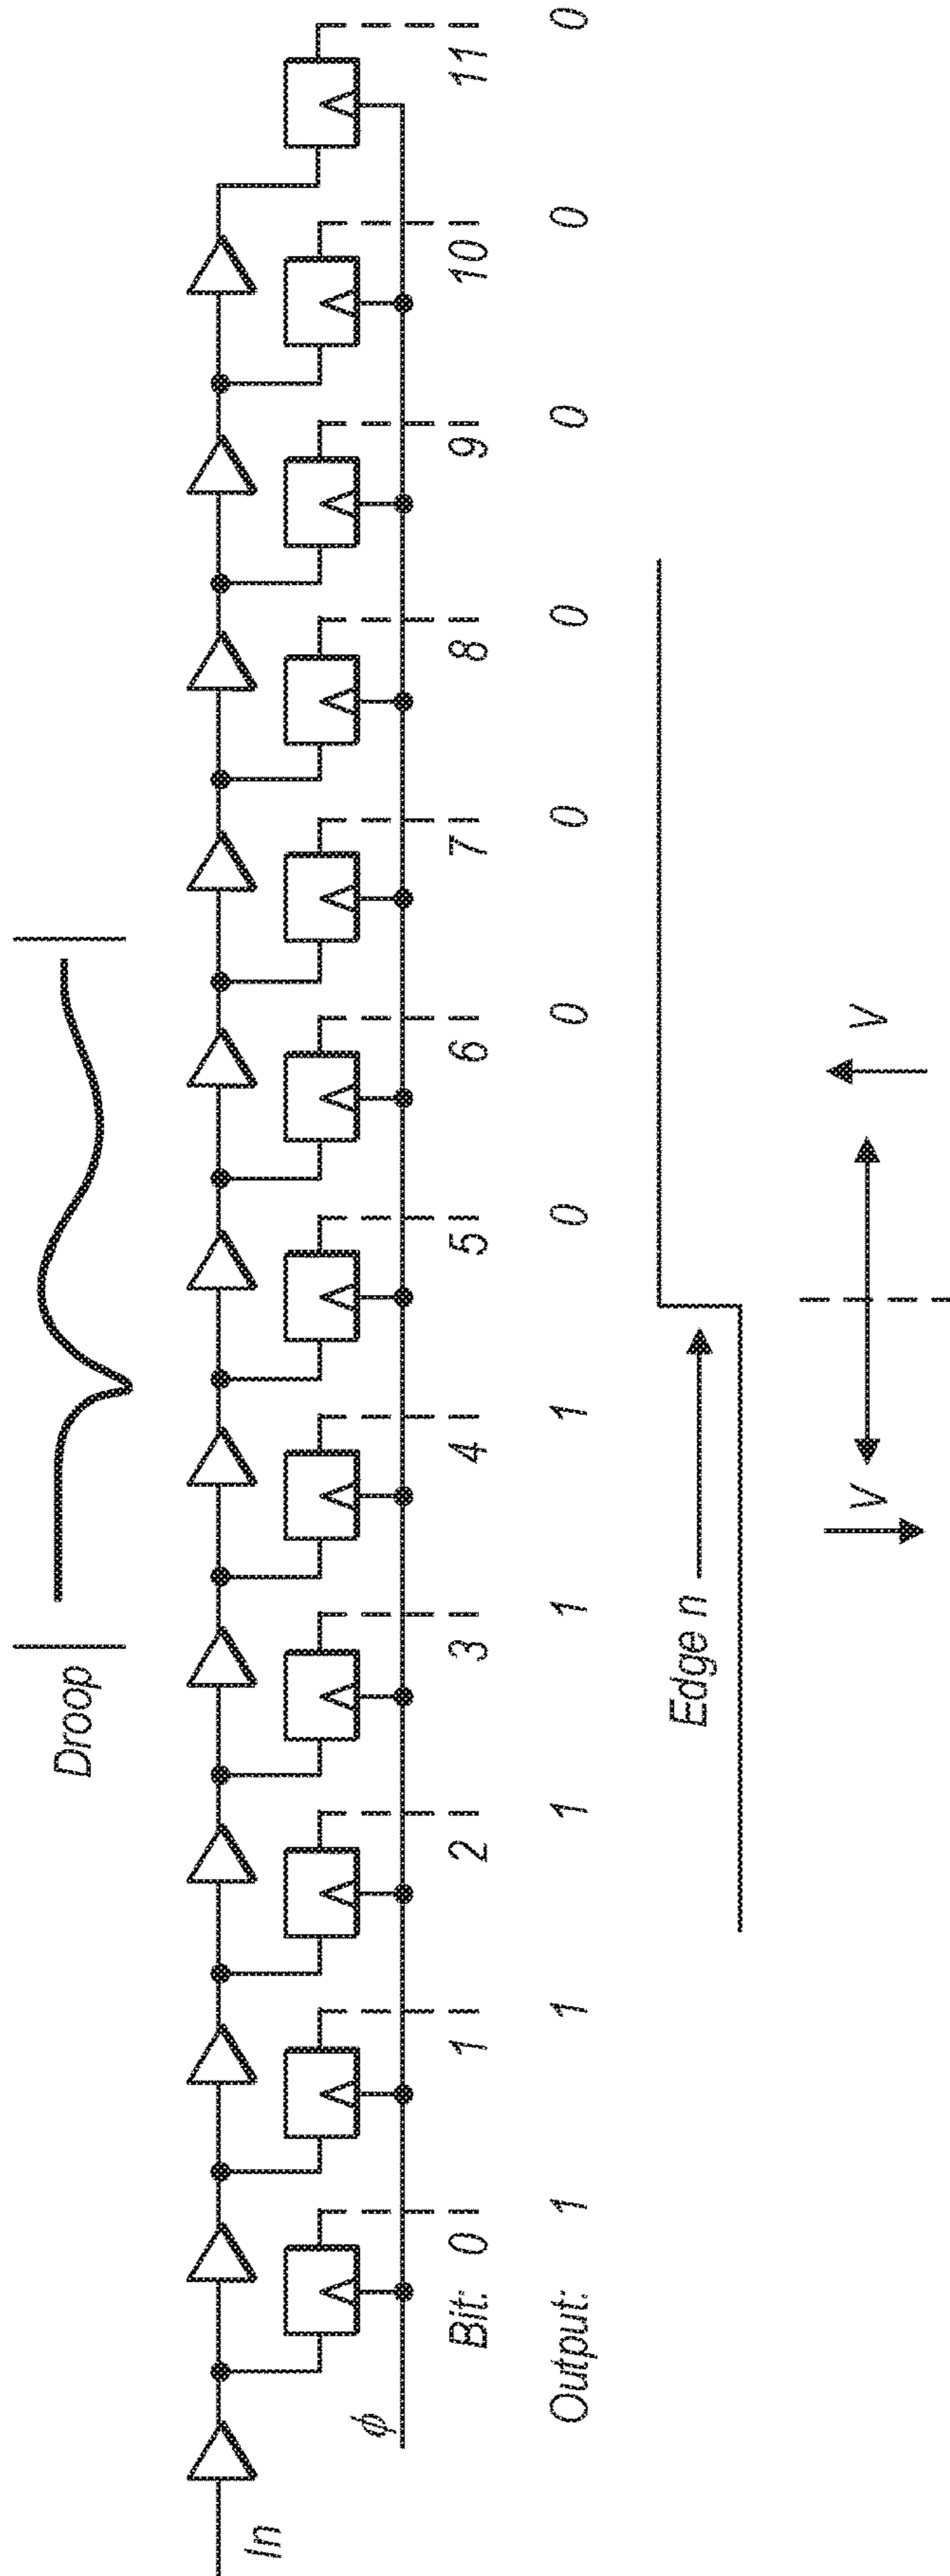 Droop
In
ϕ
Bit: 0 1 2 3 4 5 6 7 8 9 10 11
Output: 1 1 1 1 1 0 0 0 0 0 0 0
Edge n
V V